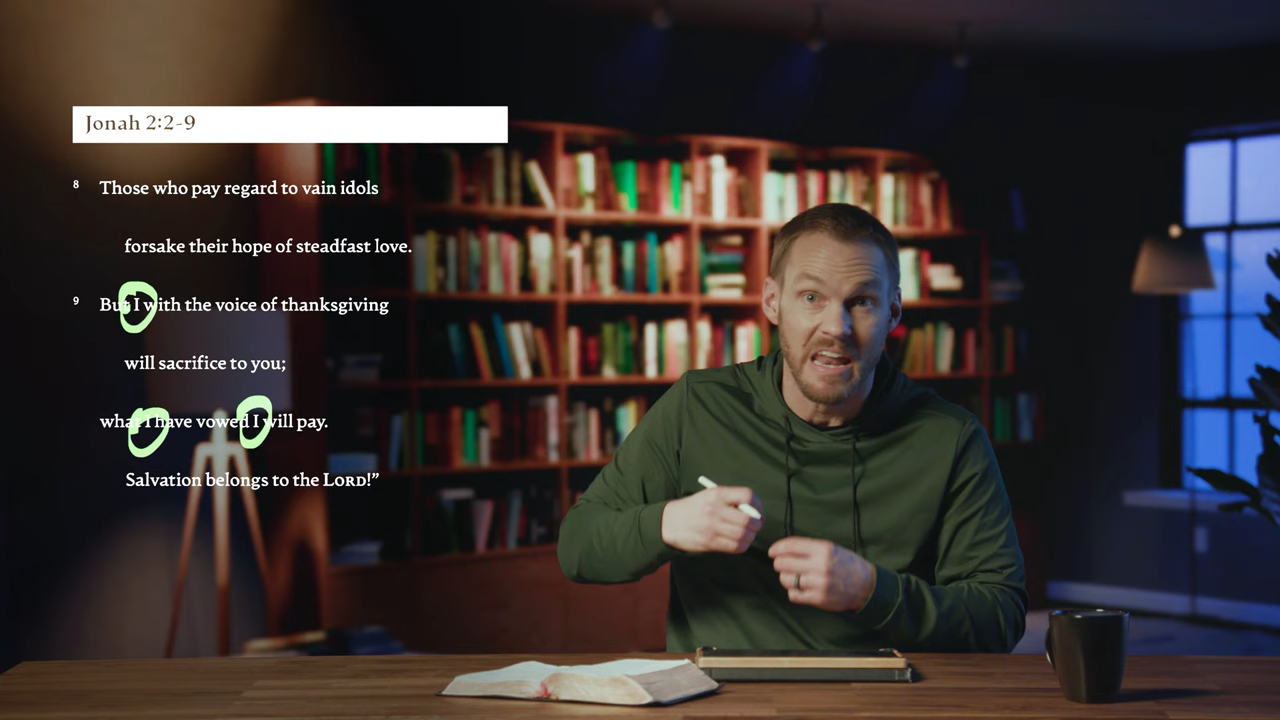 Jonah 2:2-9
8 Those who pay regard to vain idols
forsake their hope of steadfast love.
9 But I with the voice of thanksgiving
will sacrifice to you;
what I have vowed I will pay.
Salvation belongs to the LORD!”